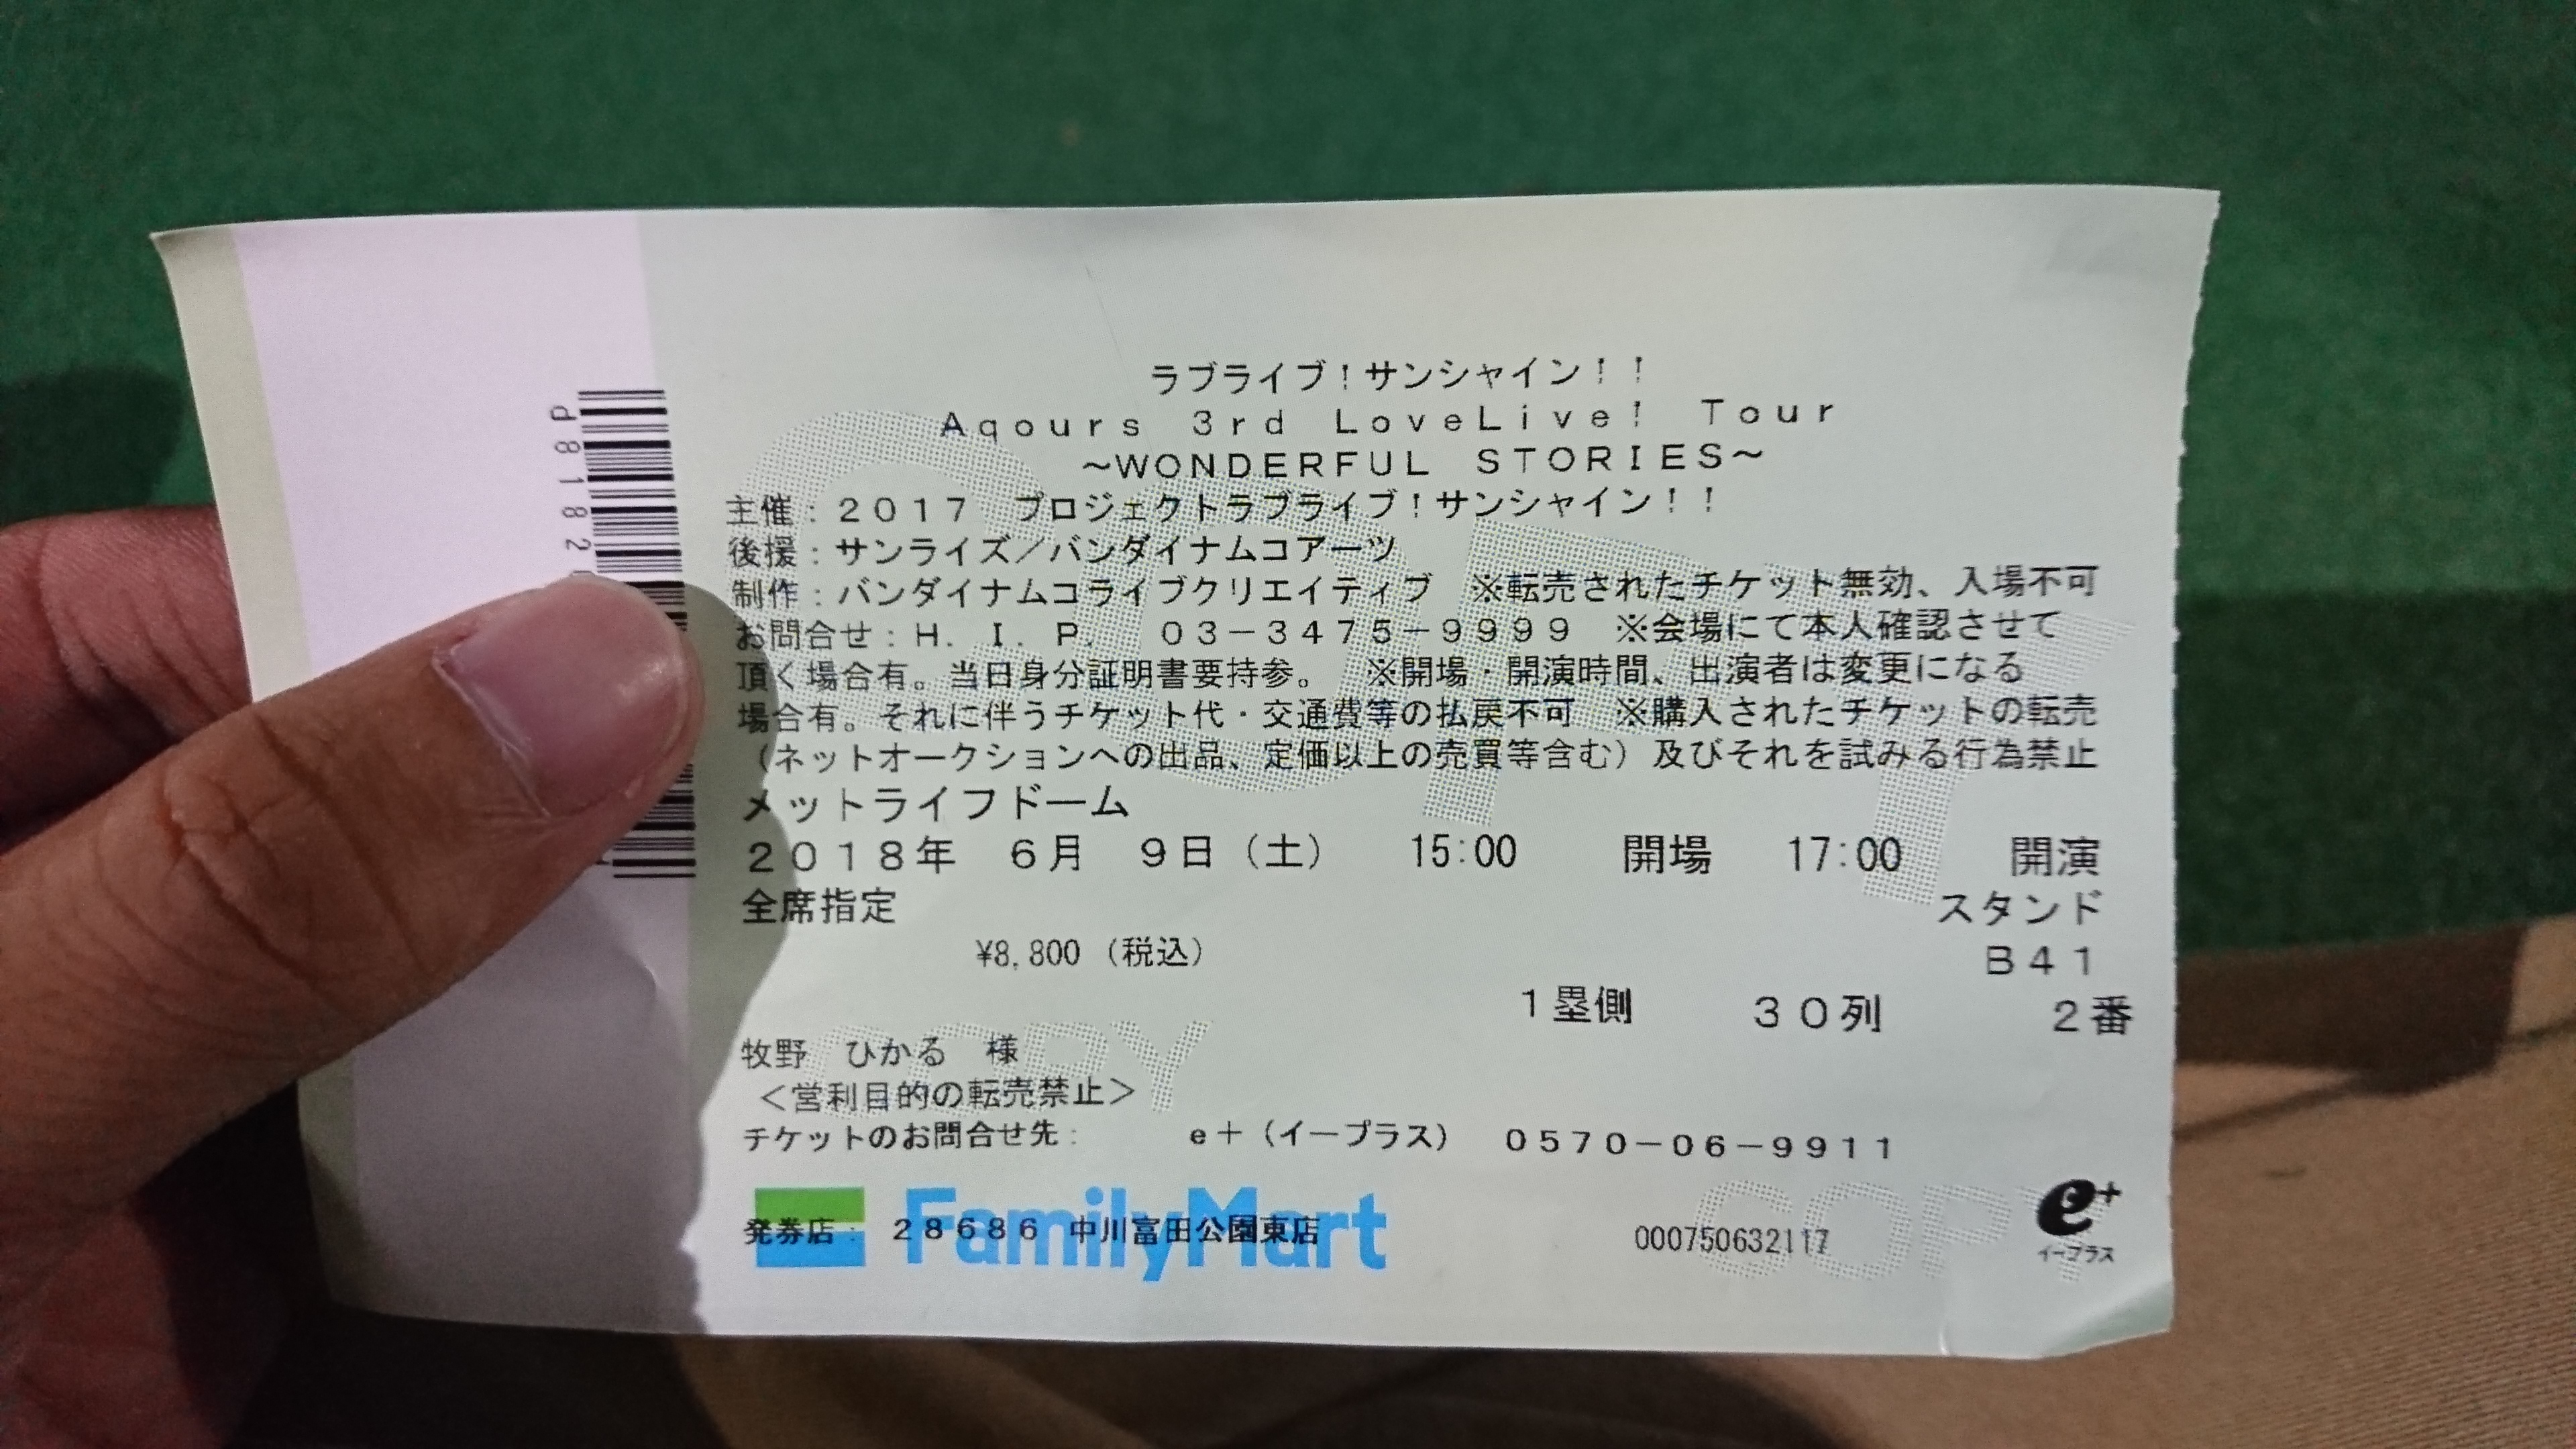 ラブライブ！サンシャイン！！
Aqours 3rd LoveLive! Tour
～WONDERFUL STORIES～
主催：2017 プロジェクトラブライブ！サンシャイン！！
後援：サンライズ／バンダイナムコアーツ
制作：バンダイナムコライブクリエイティブ ※転売されたチケット無効、入場不可
お問合せ：H．I．P． 03－3475－9999 ※会場にて本人確認させて
頂く場合有。当日身分証明書要持参。 ※開場・開演時間、出演者は変更になる
場合有。それに伴うチケット代・交通費等の払戻不可 ※購入されたチケットの転売
（ネットオークションへの出品、定価以上の売買等含む）及びそれを試みる行為禁止
メットライフドーム
2018年 6月 9日（土） 15:00 開場 17:00 開演
全席指定 スタンド
¥8,800（税込） B41
1塁側 30列 2番
牧野 ひかる 様
＜営利目的の転売禁止＞
チケットのお問合せ先： e＋（イープラス） 0570－06－9911
FamilyMart
発券店： 28686 中川富田公園東店
000750632117
e+
イープラス
COPY
COPY
COPY